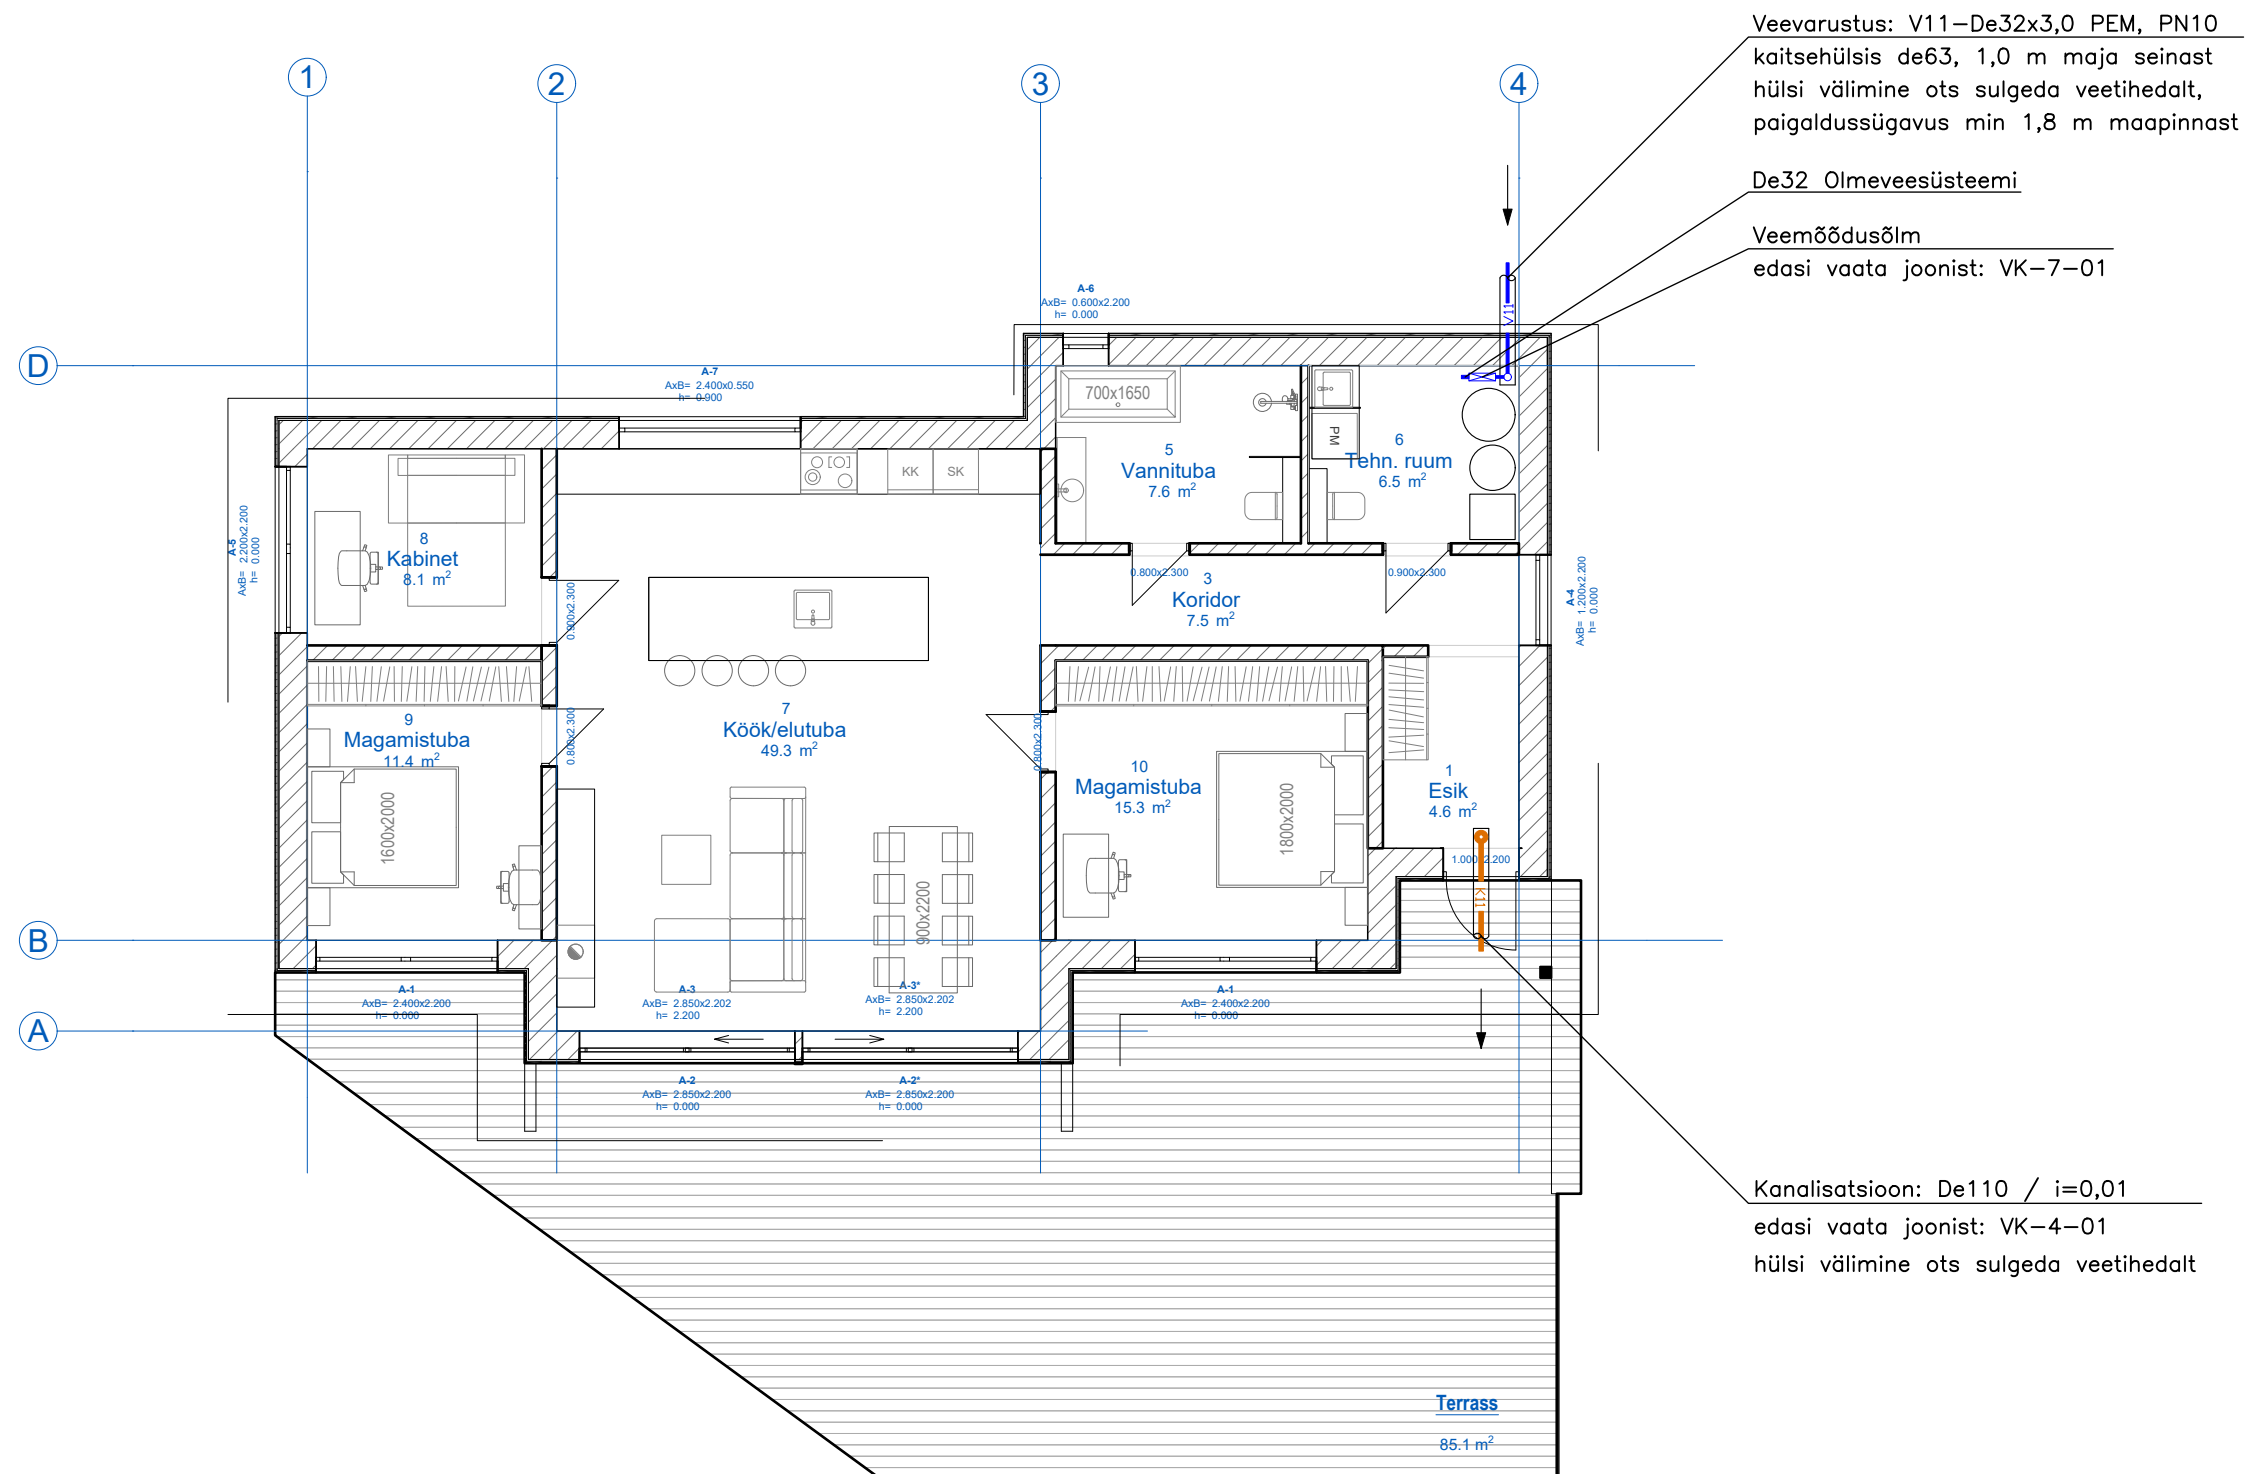 Veevarustus: V11-De32x3,0 PEM, PN10
kaitsehülsis de63, 1,0 m maja seinast
hülsi välimine ots sulgeda veetihedalt,
paigaldussügavus min 1,8 m maapinnast
De32 Olmeveesüsteemi
Veemõõdusõlm
edasi vaata joonist: VK-7-01
1
2
3
4
D
B
A
A-6
AxB= 0.600x2.200
h= 0.000
V11
A-7
AxB= 2.400x0.550
h= 0.900
700x1650
PM
5
Vannituba
7.6 m²
6
Tehn. ruum
6.5 m²
KK
SK
A-5
AxB= 2.200x2.200
h= 0.000
8
Kabinet
8.1 m²
0.900x2.300
0.800x2.300
0.900x2.300
3
Koridor
7.5 m²
A-4
AxB= 1.200x2.200
h= 0.000
9
Magamistuba
11.4 m²
1600x2000
0.800x2.300
7
Köök/elutuba
49.3 m²
0.800x2.300
10
Magamistuba
15.3 m²
1800x2000
1
Esik
4.6 m²
1.000x2.200
K11
900x2200
A-1
AxB= 2.400x2.200
h= 0.000
A-3
AxB= 2.850x2.202
h= 2.200
A-3*
AxB= 2.850x2.202
h= 2.200
A-1
AxB= 2.400x2.200
h= 0.000
A-2
AxB= 2.850x2.200
h= 0.000
A-2*
AxB= 2.850x2.200
h= 0.000
Kanalisatsioon: De110 / i=0,01
edasi vaata joonist: VK-4-01
hülsi välimine ots sulgeda veetihedalt
Terrass
85.1 m²